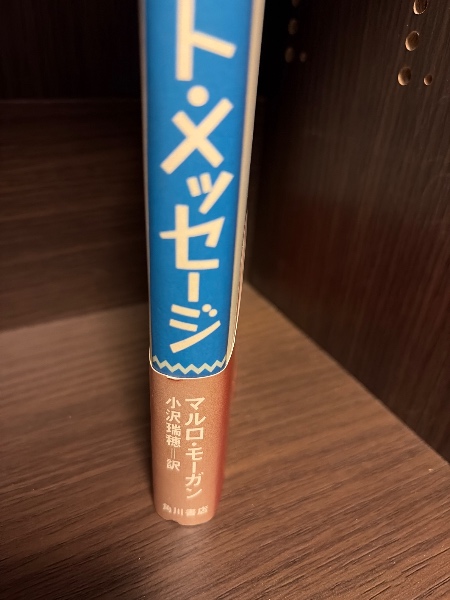 ト・メッセージ
マルロ・モーガン
小沢瑞穂＝訳
角川書店